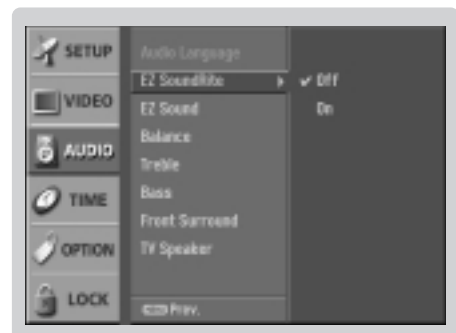 SETUP
VIDEO
AUDIO
TIME
OPTION
LOCK
Audio Language
EZ SoundRite
EZ Sound
Balance
Treble
Bass
Front Surround
TV Speaker
Prev.
Off
On